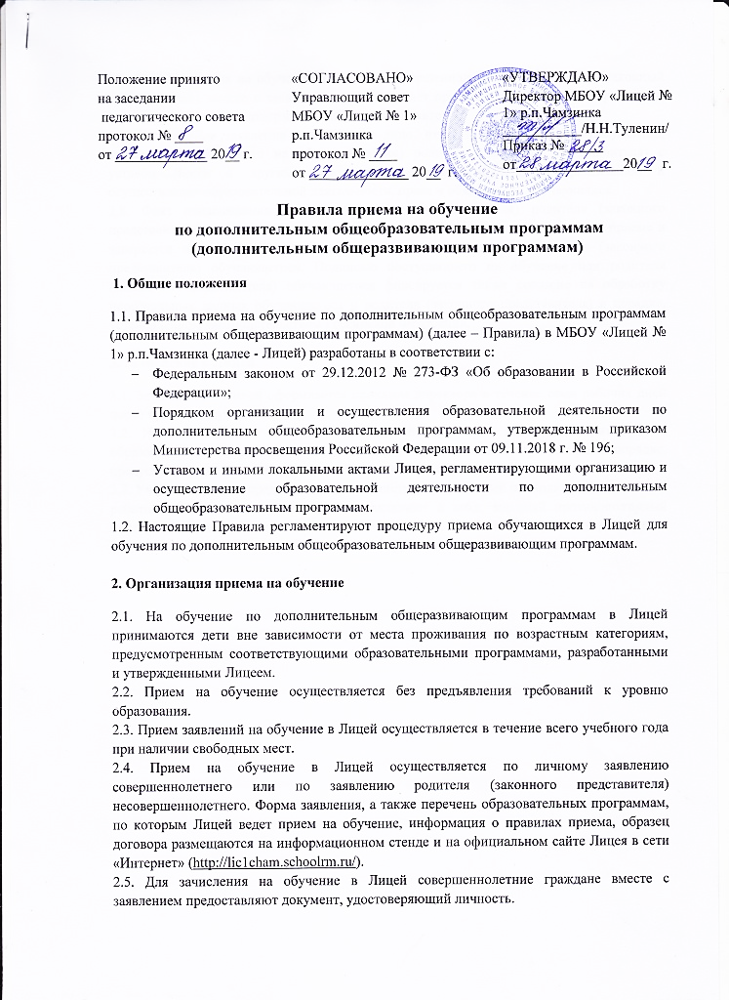 Положение принято
на заседании
педагогического совета
протокол № 8
от 27 марта 2019 г.
«СОГЛАСОВАНО»
Управлющий совет
МБОУ «Лицей № 1»
р.п.Чамзинка
протокол № 11
от 27 марта 2019 г
«УТВЕРЖДАЮ»
Директор МБОУ «Лицей №
1» р.п.Чамзинка
/Н.Н.Туленин/
Приказ № 28/3
от 28 марта 2019 г.
Правила приема на обучение
по дополнительным общеобразовательным программам
(дополнительным общеразвивающим программам)
1. Общие положения
1.1. Правила приема на обучение по дополнительным общеобразовательным программам
(дополнительным общеразвивающим программам) (далее – Правила) в МБОУ «Лицей №
1» р.п.Чамзинка (далее - Лицей) разработаны в соответствии с:
– Федеральным законом от 29.12.2012 № 273-ФЗ «Об образовании в Российской
Федерации»;
– Порядком организации и осуществления образовательной деятельности по
дополнительным общеобразовательным программам, утвержденным приказом
Министерства просвещения Российской Федерации от 09.11.2018 г. № 196;
– Уставом и иными локальными актами Лицея, регламентирующими организацию и
осуществление образовательной деятельности по дополнительным
общеобразовательным программам.
1.2. Настоящие Правила регламентируют процедуру приема обучающихся в Лицей для
обучения по дополнительным общеобразовательным общеразвивающим программам.
2. Организация приема на обучение
2.1. На обучение по дополнительным общеразвивающим программам в Лицей
принимаются дети вне зависимости от места проживания по возрастным категориям,
предусмотренным соответствующими образовательными программами, разработанными
и утвержденными Лицеем.
2.2. Прием на обучение осуществляется без предъявления требований к уровню
образования.
2.3. Прием заявлений на обучение в Лицей осуществляется в течение всего учебного года
при наличии свободных мест.
2.4. Прием на обучение в Лицей осуществляется по личному заявлению
совершеннолетнего или по заявлению родителя (законного представителя)
несовершеннолетнего. Форма заявления, а также перечень образовательных программам,
по которым Лицей ведет прием на обучение, информация о правилах приема, образец
договора размещаются на информационном стенде и на официальном сайте Лицея в сети
«Интернет» (http://lic1cham.schoolrm.ru/).
2.5. Для зачисления на обучение в Лицей совершеннолетние граждане вместе с
заявлением предоставляют документ, удостоверяющий личность.